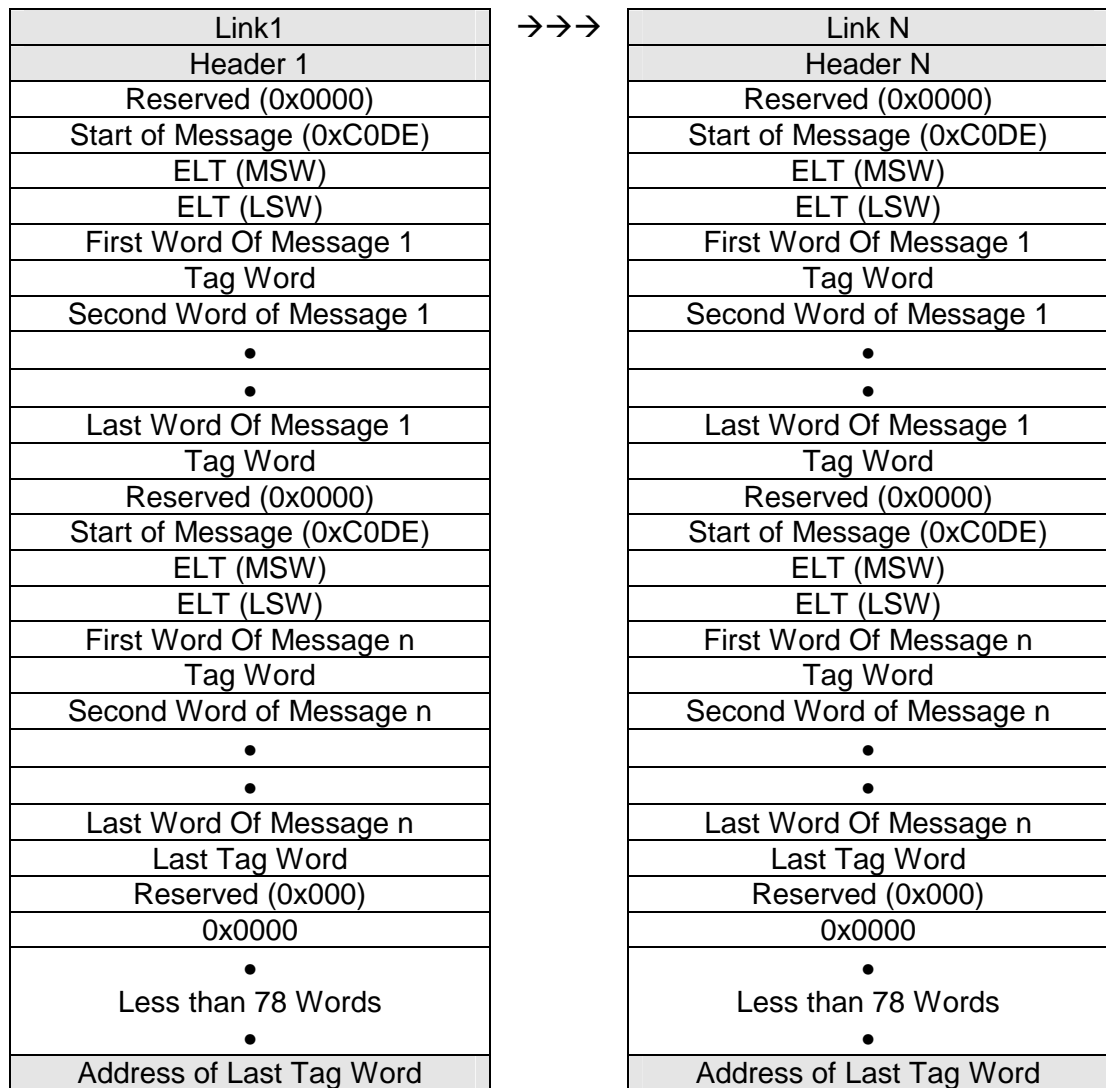 Link1
Header 1
Reserved (0x0000)
Start of Message (0xC0DE)
ELT (MSW)
ELT (LSW)
First Word Of Message 1
Tag Word
Second Word of Message 1
•
•
Last Word Of Message 1
Tag Word
Reserved (0x0000)
Start of Message (0xC0DE)
ELT (MSW)
ELT (LSW)
First Word Of Message n
Tag Word
Second Word of Message n
•
•
Last Word Of Message n
Last Tag Word
Reserved (0x000)
0x0000
•
Less than 78 Words
•
Address of Last Tag Word
→→→
Link N
Header N
Reserved (0x0000)
Start of Message (0xC0DE)
ELT (MSW)
ELT (LSW)
First Word Of Message 1
Tag Word
Second Word of Message 1
•
•
Last Word Of Message 1
Tag Word
Reserved (0x0000)
Start of Message (0xC0DE)
ELT (MSW)
ELT (LSW)
First Word Of Message n
Tag Word
Second Word of Message n
•
•
Last Word Of Message n
Last Tag Word
Reserved (0x000)
0x0000
•
Less than 78 Words
•
Address of Last Tag Word